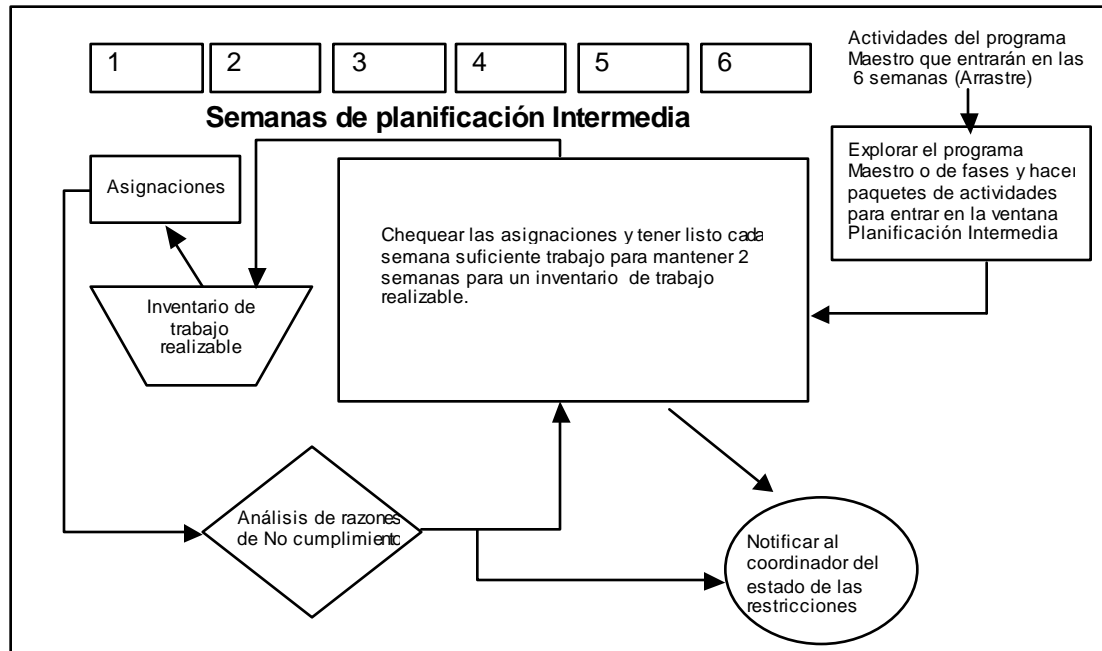 1 2 3 4 5 6
Semanas de planificación Intermedia
Actividades del programa
Maestro que entrarán en las
6 semanas (Arrastre)
Explorar el programa
Maestro o de fases y hacer
paquetes de actividades
para entrar en la ventana
Planificación Intermedia
Asignaciones
Chequear las asignaciones y tener listo cada
semana suficiente trabajo para mantener 2
semanas para un inventario de trabajo
realizable.
Inventario de
trabajo
realizable
Análisis de razones
de No cumplimiento
Notificar al
coordinador del
estado de las
restricciones